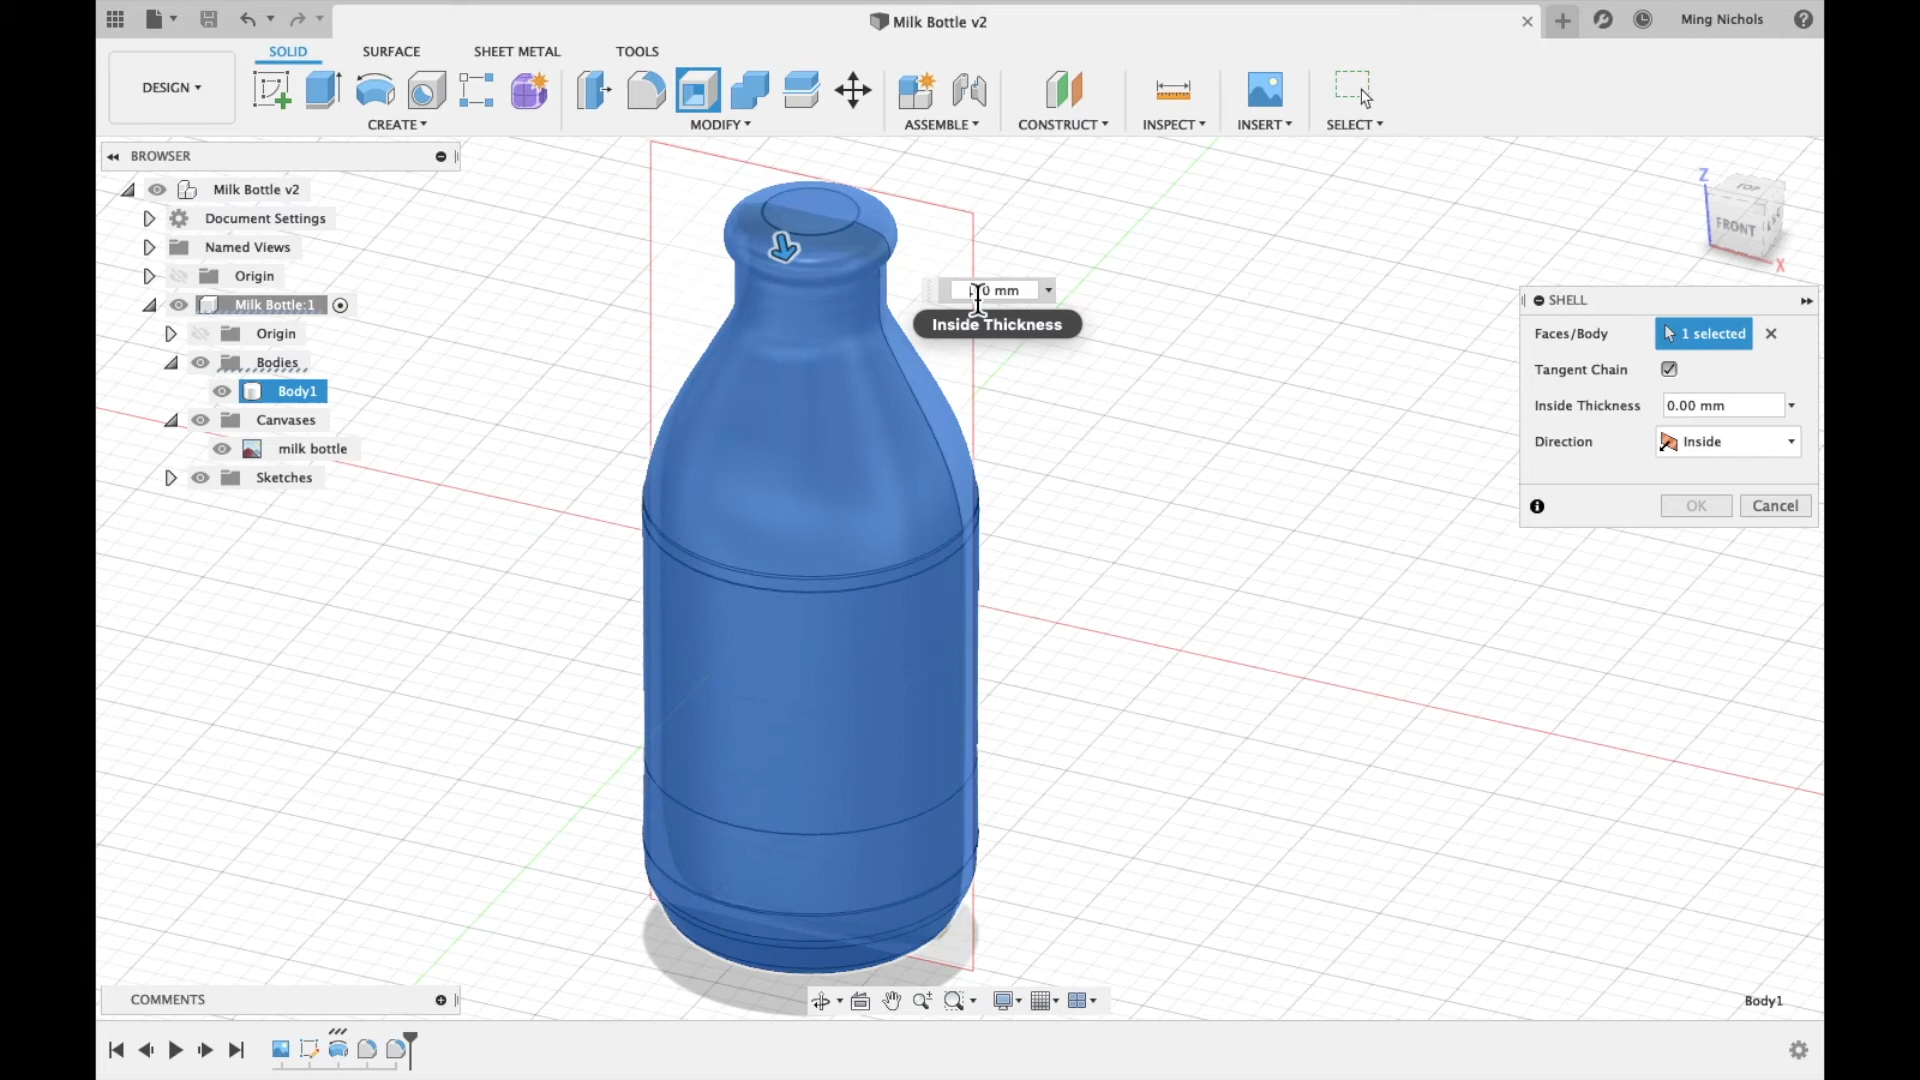 Milk Bottle v2
Ming Nichols
SOLID
SURFACE
SHEET METAL
TOOLS
DESIGN
CREATE
MODIFY
ASSEMBLE
CONSTRUCT
INSPECT
INSERT
SELECT
BROWSER
Milk Bottle v2
Document Settings
Named Views
Origin
Milk Bottle:1
Origin
Bodies
Body1
Canvases
milk bottle
Sketches
Z
TOP
FRONT
X
mm
Inside Thickness
SHELL
Faces/Body
1 selected
Tangent Chain
Inside Thickness
0.00 mm
Direction
Inside
OK
Cancel
COMMENTS
Body1